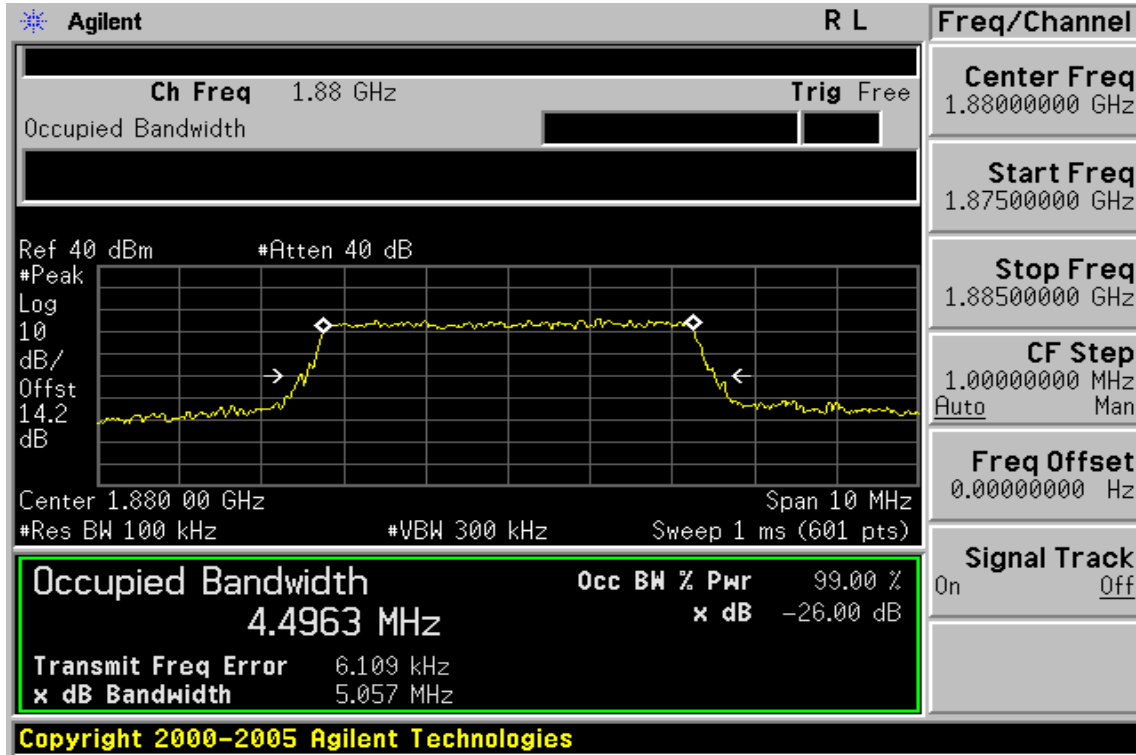 Agilent R L Freq/Channel
Ch Freq 1.88 GHz Trig Free
Occupied Bandwidth
Center Freq
1.88000000 GHz
Start Freq
1.87500000 GHz
Stop Freq
1.88500000 GHz
CF Step
1.00000000 MHz
Auto Man
Freq Offset
0.00000000 Hz
Signal Track
On Off
Ref 40 dBm #Atten 40 dB
#Peak
Log
10
dB/
Offst
14.2
dB
Center 1.880 00 GHz Span 10 MHz
#Res BW 100 kHz #VBW 300 kHz Sweep 1 ms (601 pts)
Occupied Bandwidth Occ BW % Pwr 99.00 %
4.4963 MHz x dB -26.00 dB
Transmit Freq Error 6.109 kHz
x dB Bandwidth 5.057 MHz
Copyright 2000-2005 Agilent Technologies